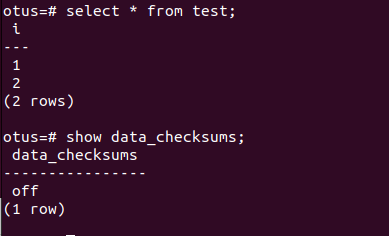 otus=# select * from test;
i
---
1
2
(2 rows)
otus=# show data_checksums;
data_checksums
----------------
off
(1 row)